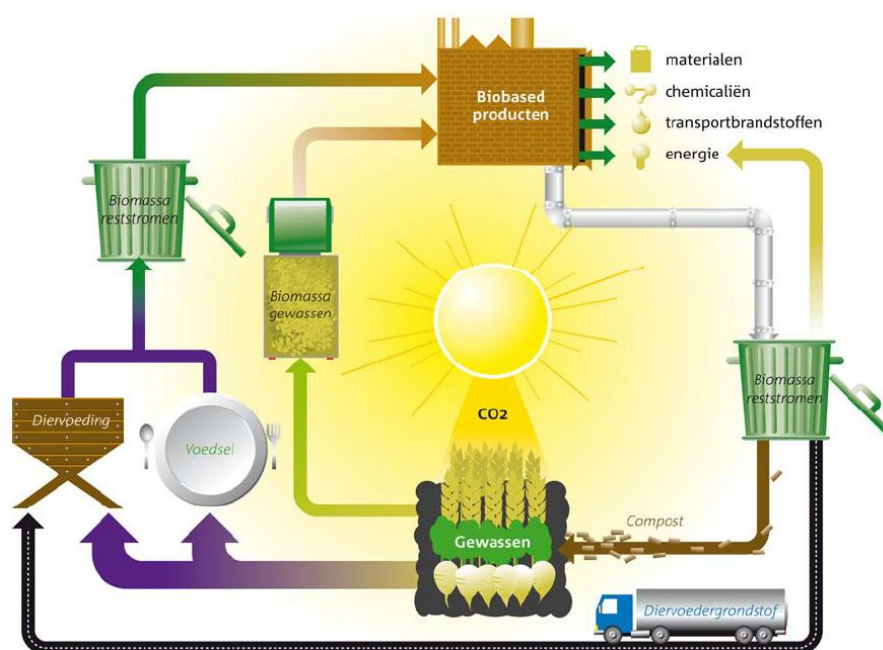 Biobased
producten
materialen
chemicaliën
transportbrandstoffen
energie
Biomassa
reststromen
Biomassa
gewassen
Biomassa
reststromen
Diervoeding
Voedsel
CO2
Gewassen
Compost
Diervoedergrondstof